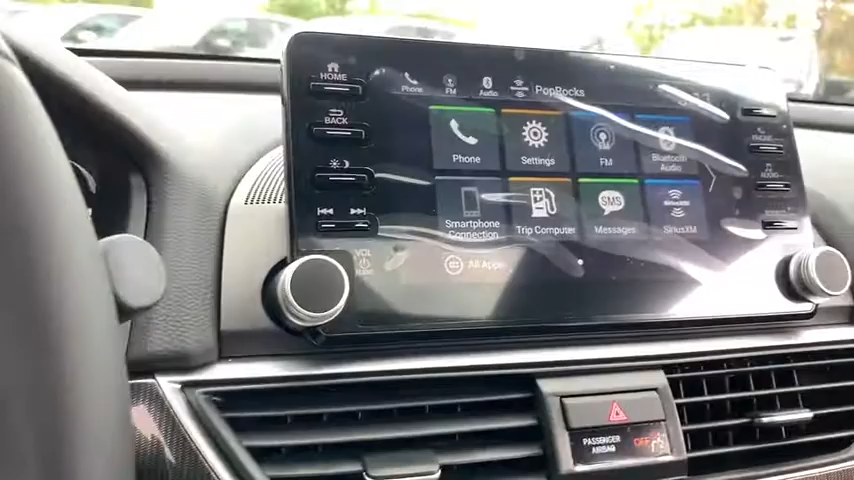 HOME
Phone
FM
Audio
PopRocks
BACK
Phone
Settings
FM
Bluetooth
Audio
Smartphone
Connection
Trip Computer
SMS
Messages
SiriusXM
VOL
All Apps
PASSENGER
AIRBAG
OFF